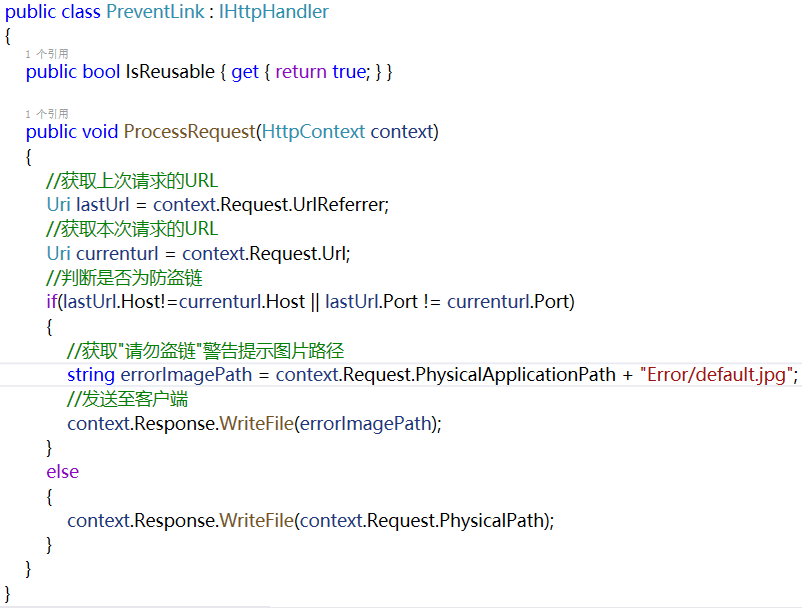 public class PreventLink : IHttpHandler
{
1 个引用
public bool IsReusable { get { return true; } }
1 个引用
public void ProcessRequest(HttpContext context)
{
//获取上次请求的URL
Uri lastUrl = context.Request.UrlReferrer;
//获取本次请求的URL
Uri currenturl = context.Request.Url;
//判断是否为防盗链
if(lastUrl.Host!=currenturl.Host || lastUrl.Port != currenturl.Port)
{
//获取"请勿盗链"警告提示图片路径
string errorImagePath = context.Request.PhysicalApplicationPath + "Error/default.jpg";
//发送至客户端
context.Response.WriteFile(errorImagePath);
}
else
{
context.Response.WriteFile(context.Request.PhysicalPath);
}
}
}